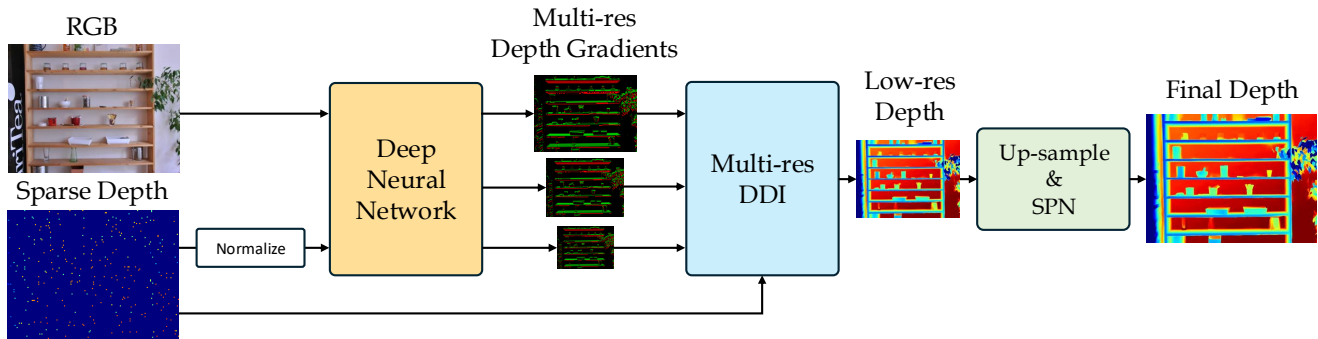 RGB
Multi-res
Depth Gradients
Low-res
Depth
Final Depth
Deep
Neural
Network
Multi-res
DDI
Up-sample
&
SPN
Sparse Depth
Normalize